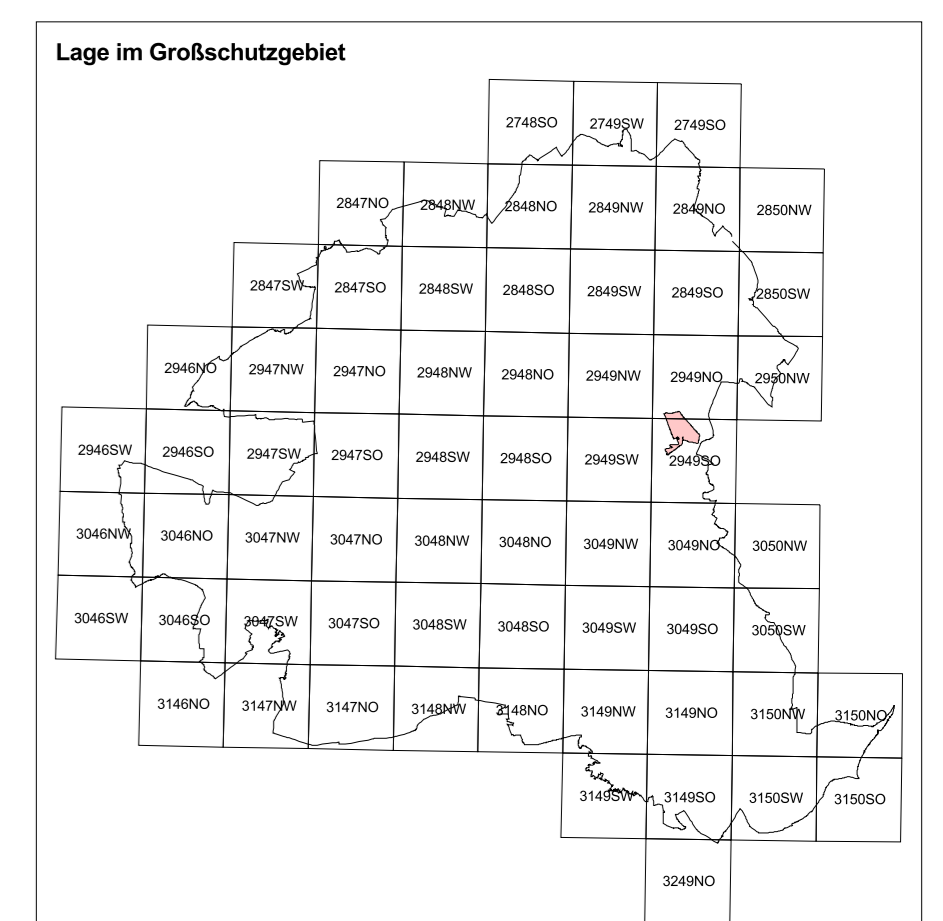 Lage im Großschutzgebiet
2748SO 2749SW 2749SO
2847NO 2848NW 2848NO 2849NW 2849NO 2850NW
2847SW 2847SO 2848SW 2848SO 2849SW 2849SO 2850SW
2946NO 2947NW 2947NO 2948NW 2948NO 2949NW 2949NO 2950NW
2946SW 2946SO 2947SW 2947SO 2948SW 2948SO 2949SW 2949SO
3046NW 3046NO 3047NW 3047NO 3048NW 3048NO 3049NW 3049NO 3050NW
3046SW 3046SO 3047SW 3047SO 3048SW 3048SO 3049SW 3049SO 3050SW
3146NO 3147NW 3147NO 3148NW 3148NO 3149NW 3149NO 3150NW 3150NO
3149SW 3149SO 3150SW 3150SO
3249NO